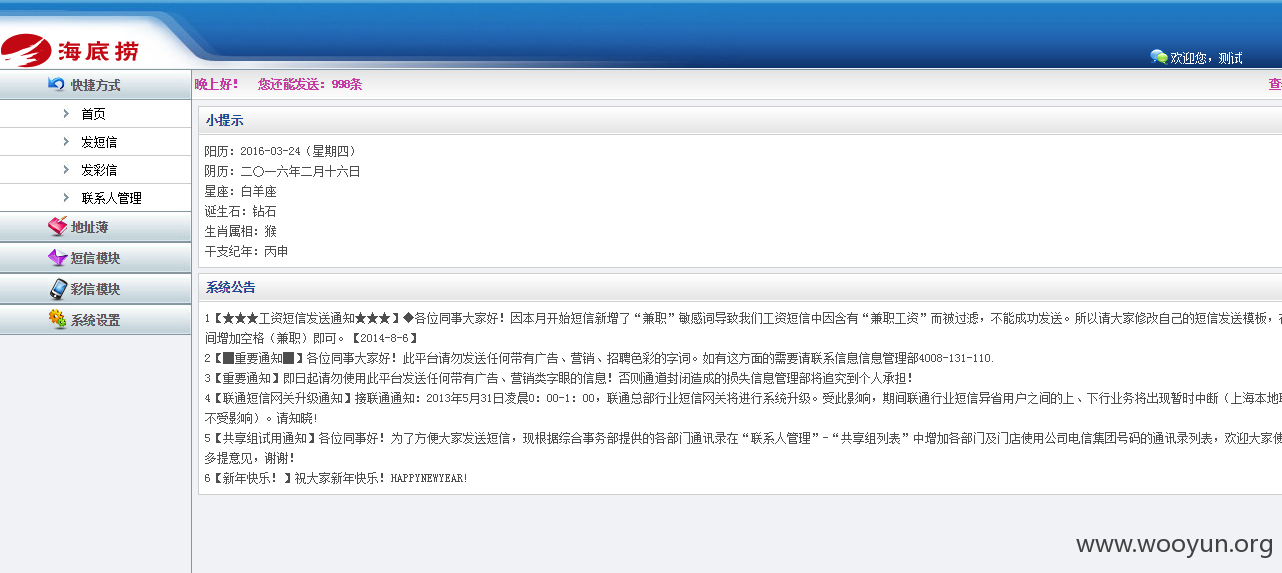 海底捞
欢迎您，测试
快捷方式
首页
发短信
发彩信
联系人管理
地址薄
短信模块
彩信模块
系统设置
晚上好！ 您还能发送：998条
小提示
阳历：2016-03-24（星期四）
阴历：二〇一六年二月十六日
星座：白羊座
诞生石：钻石
生肖属相：猴
干支纪年：丙申
系统公告
1【★★★工资短信发送通知★★★】◆各位同事大家好！因本月开始短信新增了“兼职”敏感词导致我们工资短信中因含有“兼职工资”而被过滤，不能成功发送。所以请大家修改自己的短信发送模板，
间增加空格（兼职）即可。【2014-8-6】
2【█重要通知█】各位同事大家好！此平台请勿发送任何带有广告、营销、招聘色彩的字词。如有这方面的需要请联系信息信息管理部4008-131-110.
3【重要通知】即日起请勿使用此平台发送任何带有广告、营销类字眼的信息！否则通道封闭造成的损失信息管理部将追究到个人承担！
4【联通短信网关升级通知】接联通通知：2013年5月31日凌晨0：00-1：00，联通总部行业短信网关将进行系统升级。受此影响，期间联通行业短信异省用户之间的上、下行业务将出现暂时中断（上海本地
不受影响）。请知晓！
5【共享组试用通知】各位同事好！为了方便大家发送短信，现根据综合事务部提供的各部门通讯录在“联系人管理”-“共享组列表”中增加各部门及门店使用公司电信集团号码的通讯录列表，欢迎大家使
多提意见，谢谢！
6【新年快乐！】祝大家新年快乐！HAPPYNEWYEAR!
www.wooyun.org